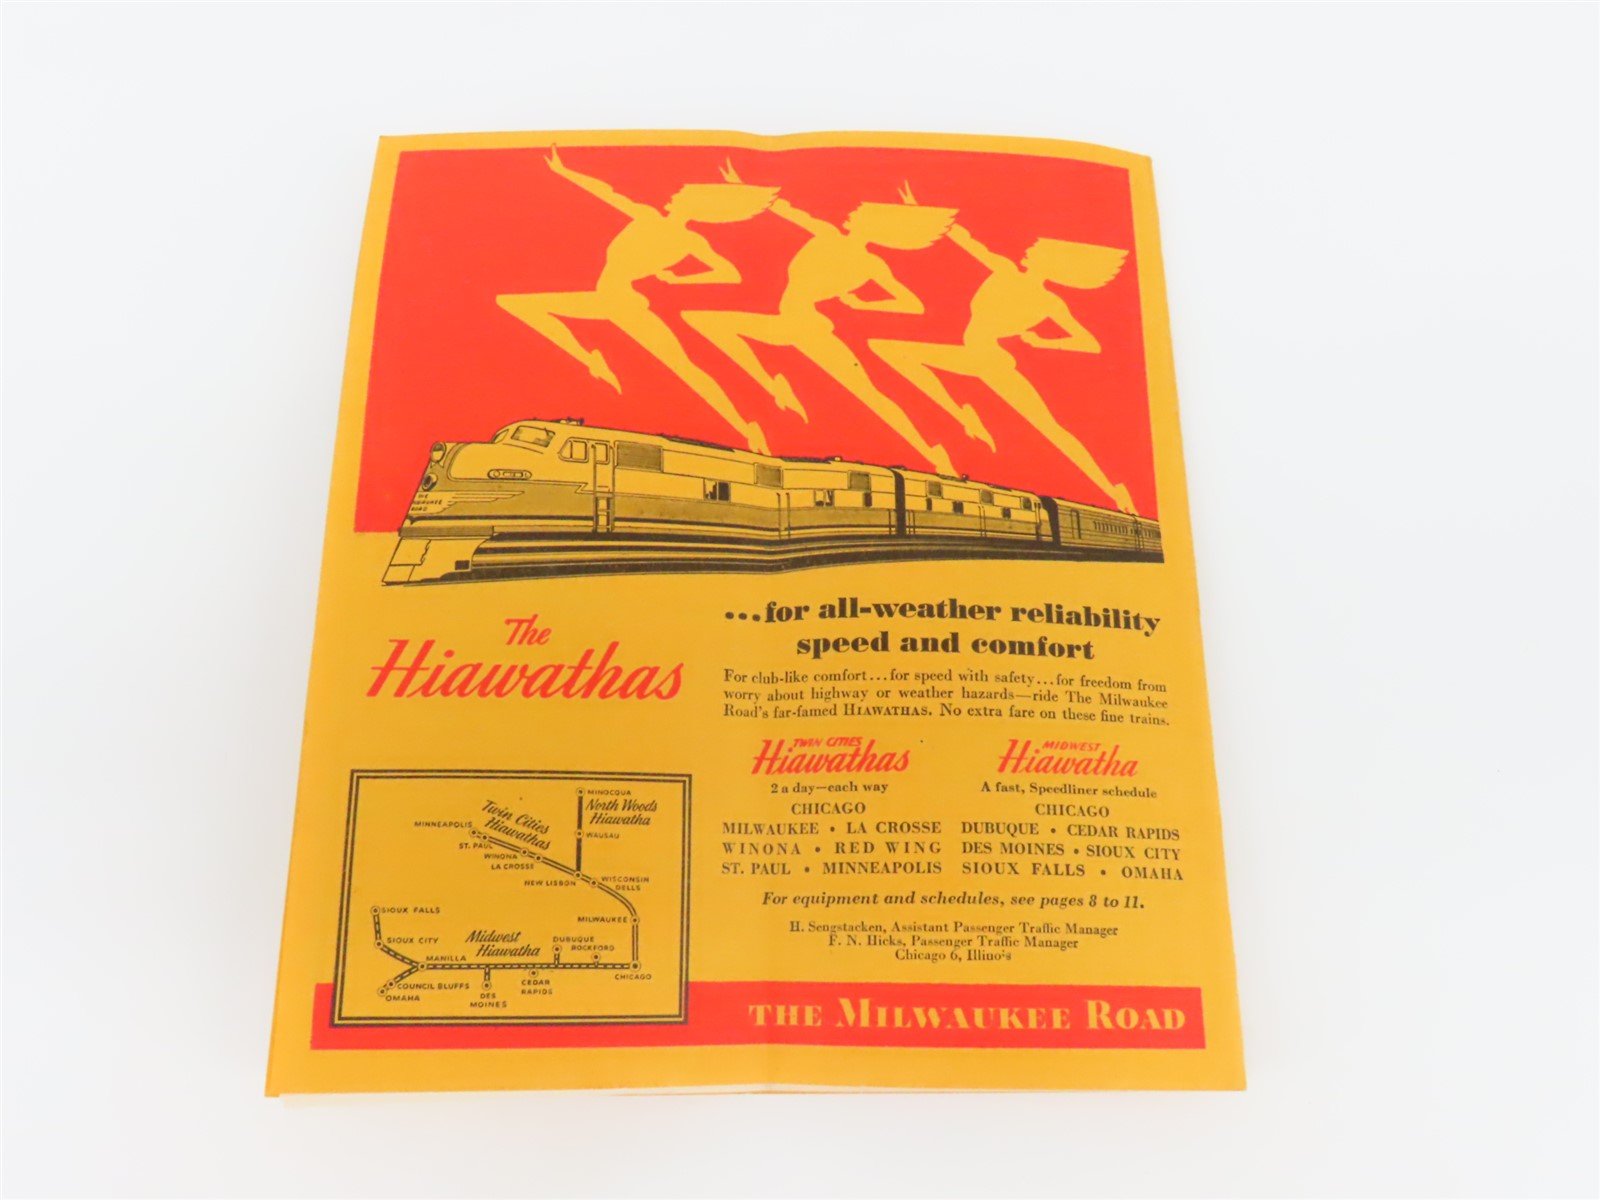 THE
MILWAUKEE
ROAD
The
Hiawathas
...for all-weather reliability
speed and comfort
For club-like comfort...for speed with safety...for freedom from
worry about highway or weather hazards—ride The Milwaukee
Road's far-famed HIAWATHAS. No extra fare on these fine trains.
TWIN CITIES
Hiawathas
2 a day—each way
CHICAGO
MILWAUKEE • LA CROSSE
WINONA • RED WING
ST. PAUL • MINNEAPOLIS
MIDWEST
Hiawatha
A fast, Speedliner schedule
CHICAGO
DUBUQUE • CEDAR RAPIDS
DES MOINES • SIOUX CITY
SIOUX FALLS • OMAHA
For equipment and schedules, see pages 8 to 11.
H. Sengstacken, Assistant Passenger Traffic Manager
F. N. Hicks, Passenger Traffic Manager
Chicago 6, Illinois
MINOCQUA
North Woods
Hiawatha
Twin Cities
Hiawathas
MINNEAPOLIS
WAUSAU
ST. PAUL
WINONA
LA CROSSE
NEW LISBON
WISCONSIN
DELLS
SIOUX FALLS
MILWAUKEE
SIOUX CITY
Midwest
Hiawatha
DUBUQUE
ROCKFORD
MANILLA
CHICAGO
COUNCIL BLUFFS
OMAHA
DES
MOINES
CEDAR
RAPIDS
THE MILWAUKEE ROAD